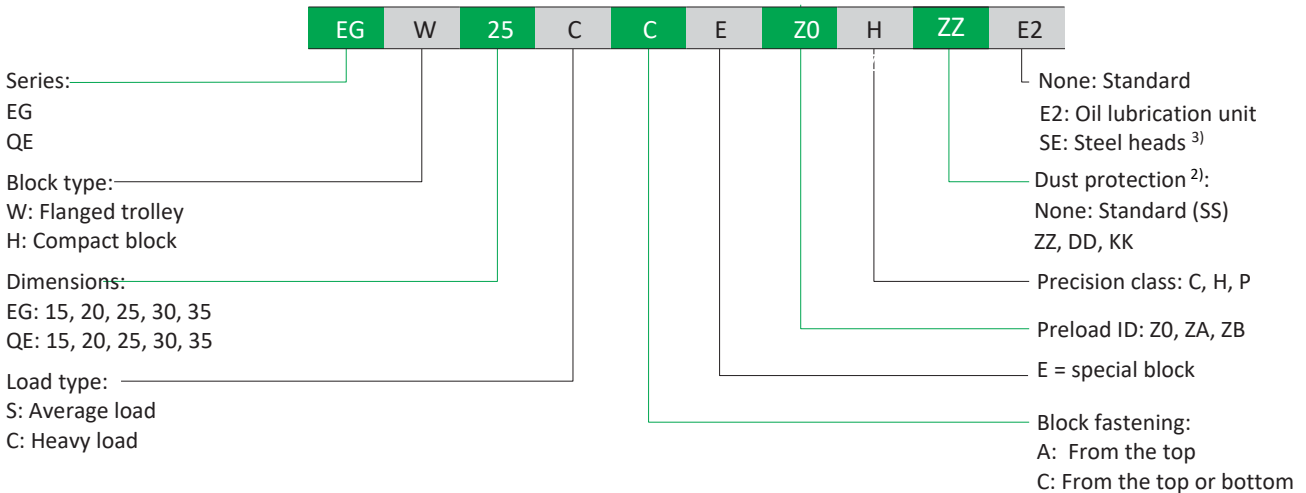 EG W 25 C C E Z0 H ZZ E2
Series:
EG
QE
Block type:
W: Flanged trolley
H: Compact block
Dimensions:
EG: 15, 20, 25, 30, 35
QE: 15, 20, 25, 30, 35
Load type:
S: Average load
C: Heavy load
None: Standard
E2: Oil lubrication unit
SE: Steel heads 3)
Dust protection 2):
None: Standard (SS)
ZZ, DD, KK
Precision class: C, H, P
Preload ID: Z0, ZA, ZB
E = special block
Block fastening:
A: From the top
C: From the top or bottom